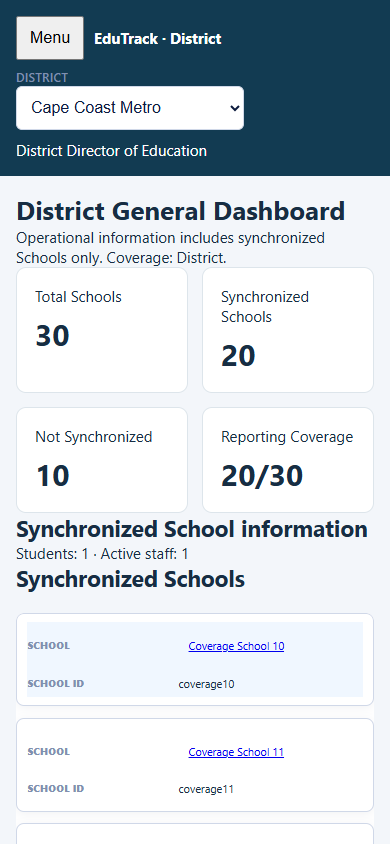 Menu
EduTrack · District
DISTRICT
Cape Coast Metro
District Director of Education
District General Dashboard
Operational information includes synchronized
Schools only. Coverage: District.
Total Schools
30
Synchronized
Schools
20
Not Synchronized
10
Reporting Coverage
20/30
Synchronized School information
Students: 1 · Active staff: 1
Synchronized Schools
SCHOOL
Coverage School 10
SCHOOL ID
coverage10
SCHOOL
Coverage School 11
SCHOOL ID
coverage11